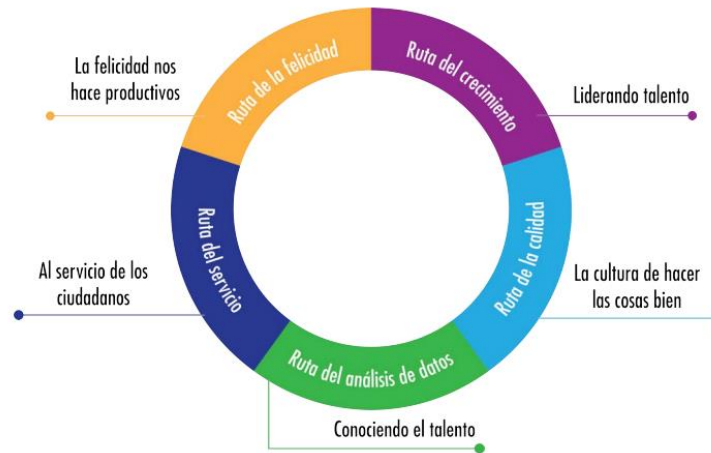 Ruta de la felicidad
La felicidad nos
hace productivos
Ruta del crecimiento
Liderando talento
Ruta de la calidad
La cultura de hacer
las cosas bien
Ruta del análisis de datos
Conociendo el talento
Ruta del servicio
Al servicio de los
ciudadanos